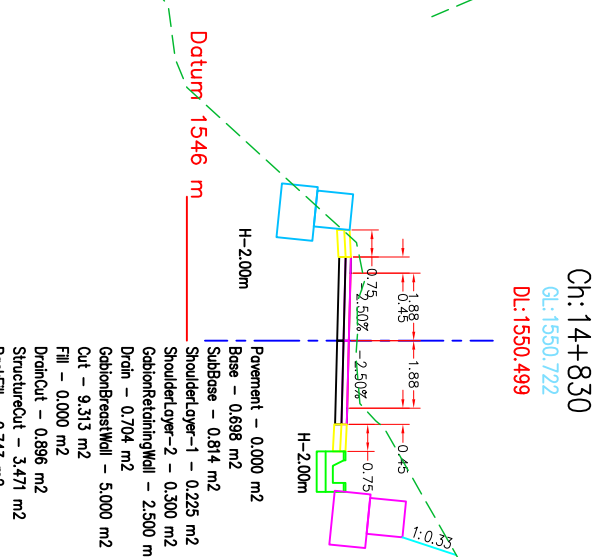 Ch: 14+830
GL:1550.722
DL:1550.499
1.88
1.88
0.45
0.45
0.75
0.75
-2.50%
-2.50%
1:0.33
H-2.00m
H-2.00m
Datum 1546 m
Pavement - 0.000 m2
Base - 0.698 m2
SubBase - 0.814 m2
ShoulderLayer-1 - 0.225 m2
ShoulderLayer-2 - 0.300 m2
GabionRetainingWall - 2.500 m
Drain - 0.704 m2
GabionBreastWall - 5.000 m2
Cut - 9.313 m2
Fill - 0.000 m2
DrainCut - 0.896 m2
StructureCut - 3.471 m2